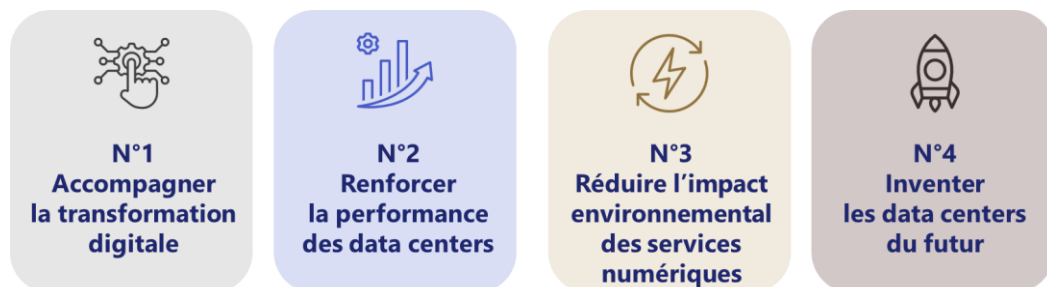 N°1
Accompagner
la transformation
digitale
N°2
Renforcer
la performance
des data centers
N°3
Réduire l’impact
environnemental
des services
numériques
N°4
Inventer
les data centers
du futur